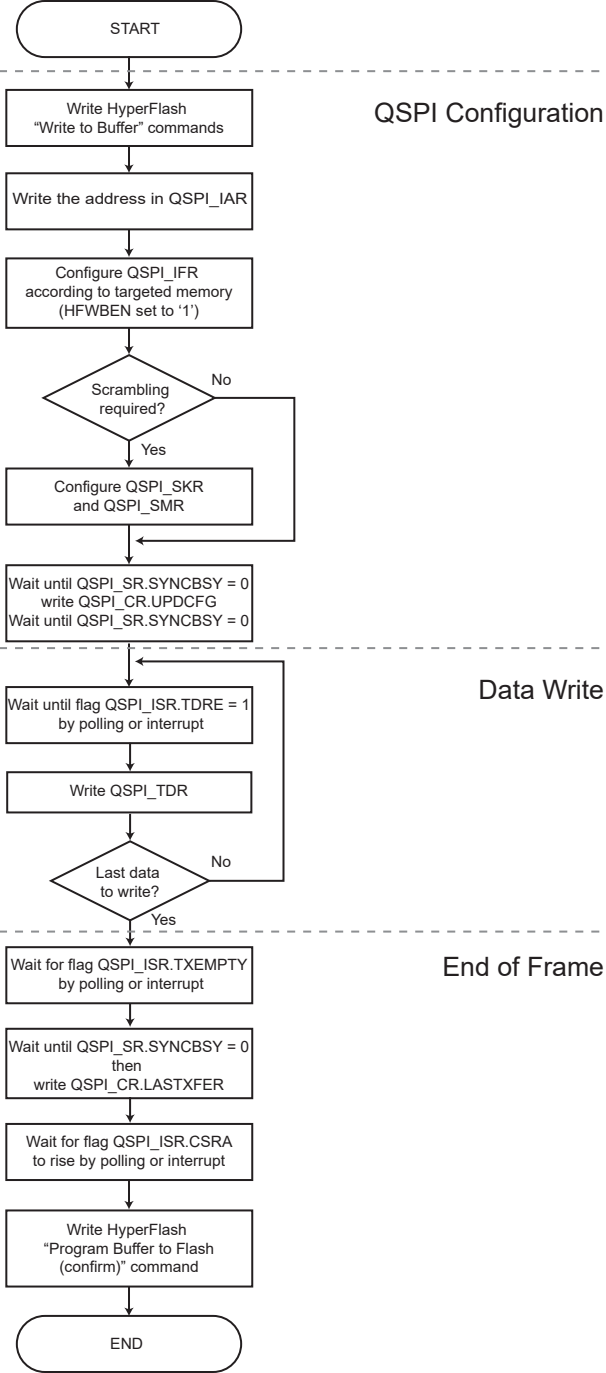 START
QSPI Configuration
Write HyperFlash
“Write to Buffer” commands
Write the address in QSPI_IAR
Configure QSPI_IFR
according to targeted memory
(HFWBEN set to ‘1’)
Scrambling
required?
No
Yes
Configure QSPI_SKR
and QSPI_SMR
Wait until QSPI_SR.SYNCBSY = 0
write QSPI_CR.UPDCFG
Wait until QSPI_SR.SYNCBSY = 0
Data Write
Wait until flag QSPI_ISR.TDRE = 1
by polling or interrupt
Write QSPI_TDR
Last data
to write?
No
Yes
End of Frame
Wait for flag QSPI_ISR.TXEMPTY
by polling or interrupt
Wait until QSPI_SR.SYNCBSY = 0
then
write QSPI_CR.LASTXFER
Wait for flag QSPI_ISR.CSRA
to rise by polling or interrupt
Write HyperFlash
“Program Buffer to Flash
(confirm)” command
END